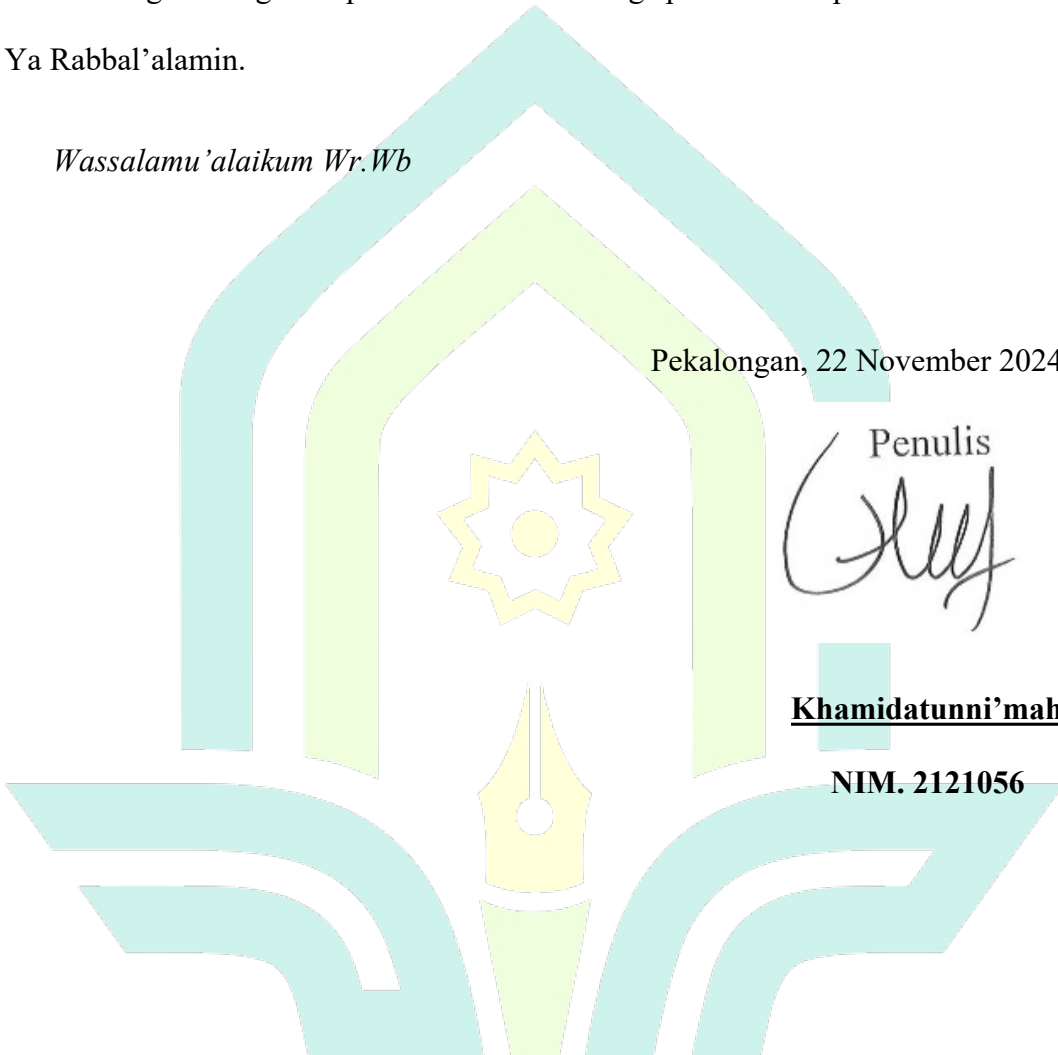 Ya Rabbal’alamin.
Wassalamu’alaikum Wr.Wb
Pekalongan, 22 November 2024
Penulis
Khamidatunni’mah
NIM. 2121056